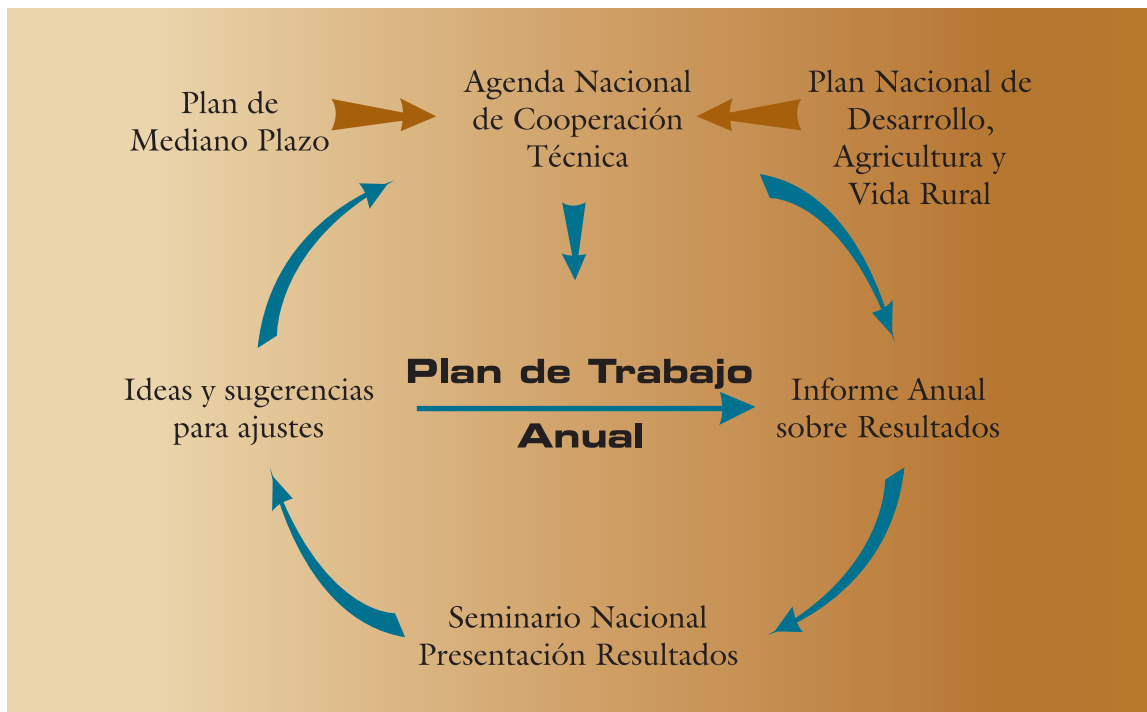 Plan de
Mediano Plazo
Agenda Nacional
de Cooperación
Técnica
Plan Nacional de
Desarrollo,
Agricultura y
Vida Rural
Ideas y sugerencias
para ajustes
Plan de Trabajo
Anual
Informe Anual
sobre Resultados
Seminario Nacional
Presentación Resultados